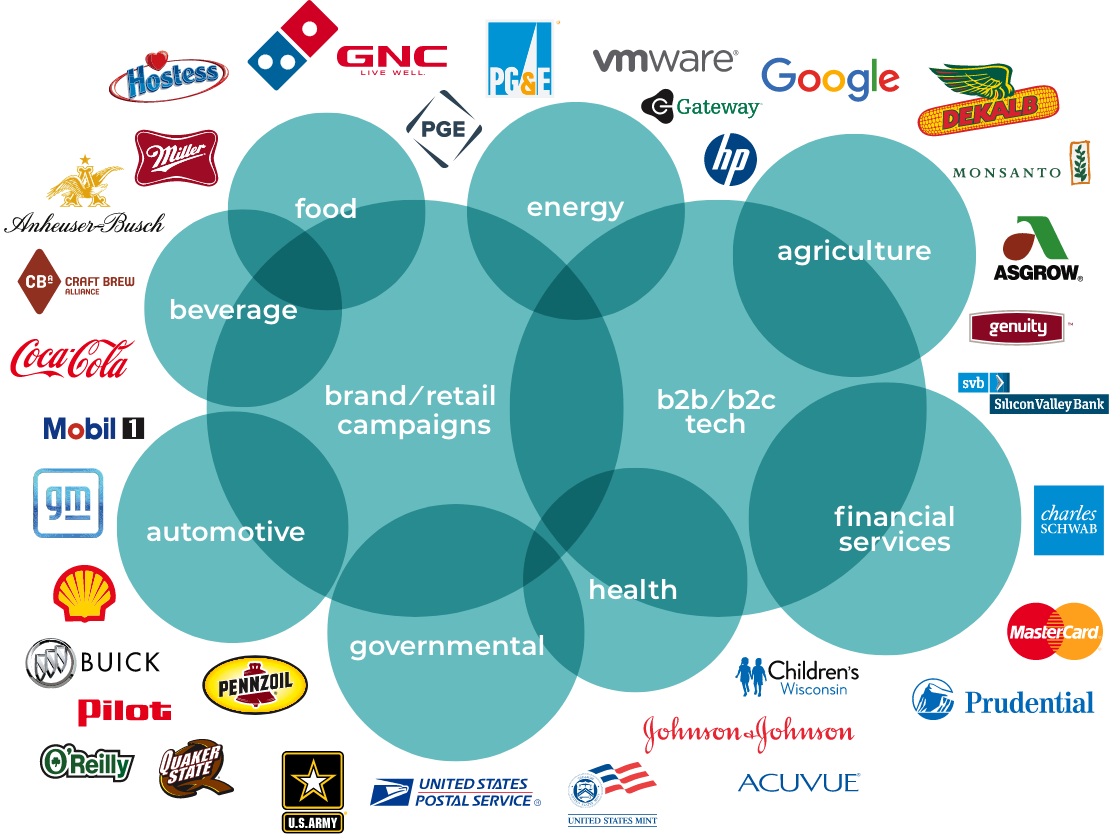 Hostess
GNC
LIVE WELL.
PG&E
vmware®
Google
DEKALB
PGE
Gateway™
hp
Miller
MONSANTO
Anheuser-Busch
food
energy
agriculture
ASGROW®
CBA CRAFT BREW
ALLIANCE
beverage
genuity™
Coca-Cola
svb
Silicon Valley Bank
brand/retail
campaigns
b2b/b2c
tech
Mobil 1
gm
automotive
financial
services
charles
SCHWAB
health
governmental
MasterCard
BUICK
PENNZOIL
Children's
Wisconsin
Prudential
Pilot
Johnson&Johnson
O'Reilly
QUAKER
STATE
U.S.ARMY
UNITED STATES
POSTAL SERVICE®
UNITED STATES MINT
ACUVUE®